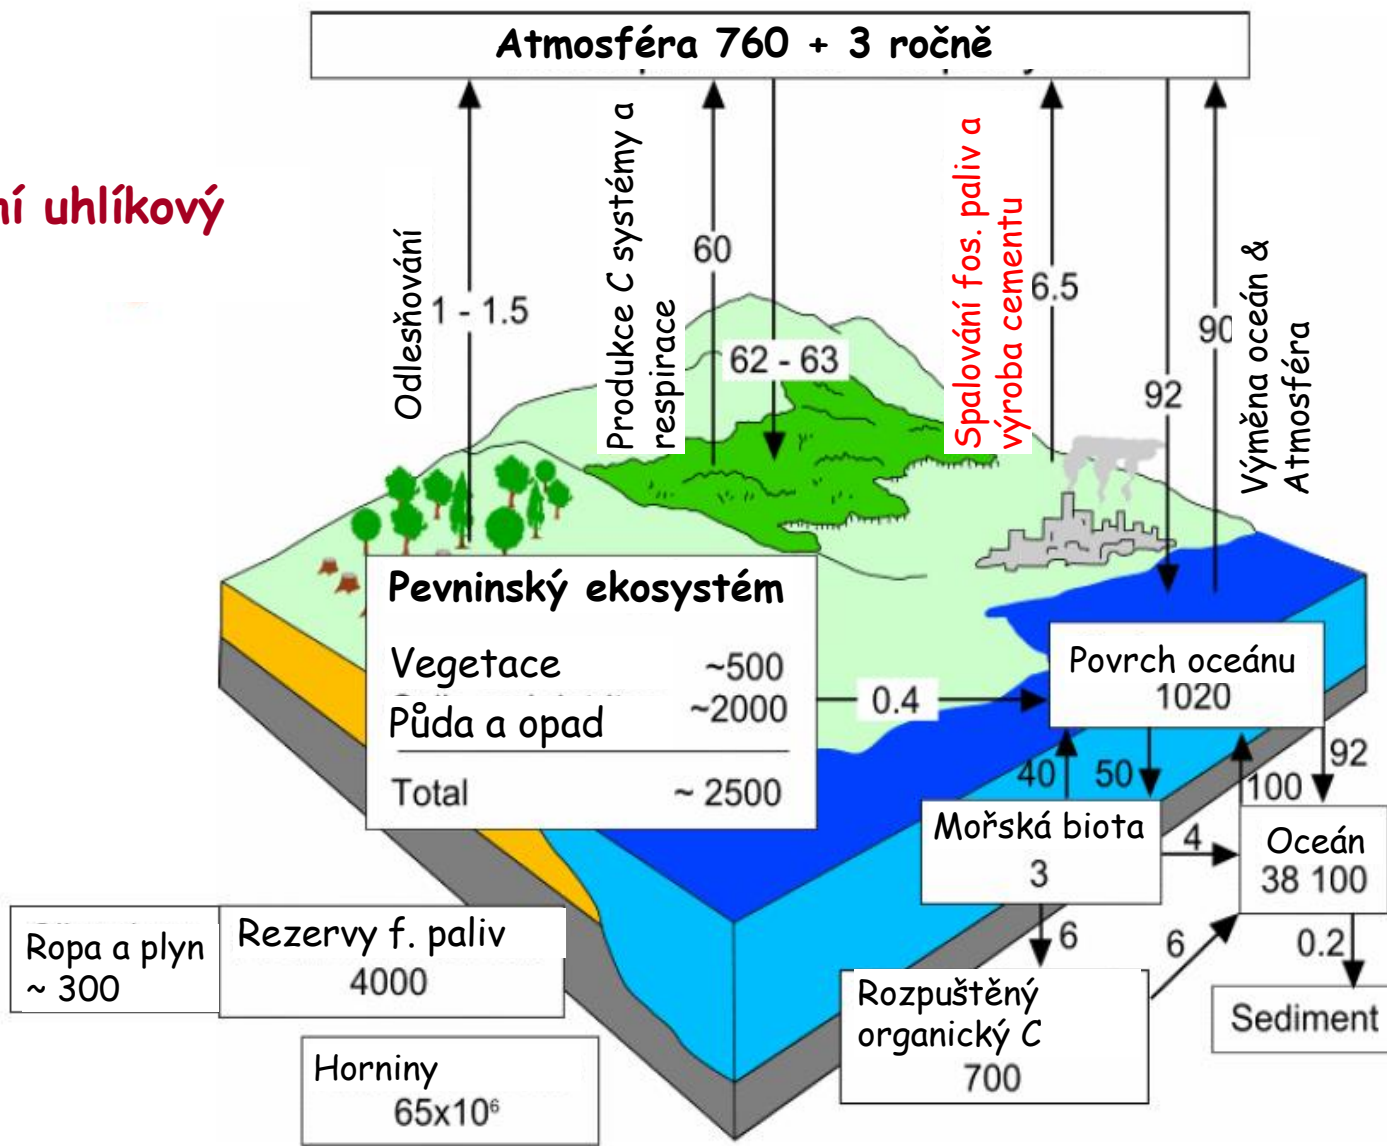 Atmosféra 760 + 3 ročně
ní uhlíkový
Odlesňování
1 - 1.5
Produkce C systémy a
respirace
60
62 - 63
Spalování fos. paliv a
výroba cementu
6.5
92
90
Výměna oceán &
Atmosféra
Pevninský ekosystém
Vegetace ~500
Půda a opad ~2000
Total ~ 2500
0.4
Povrch oceánu
1020
40
50
100
92
Mořská biota
3
4
Oceán
38 100
6
6
0.2
Rozpuštěný
organický C
700
Sediment
Ropa a plyn
~ 300
Rezervy f. paliv
4000
Horniny
65x10⁶